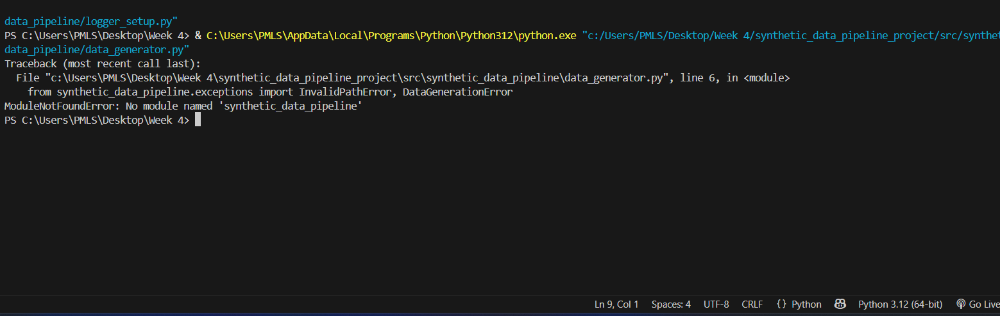 data_pipeline/logger_setup.py"
PS C:\Users\PMLS\Desktop\Week 4> & C:\Users\PMLS\AppData\Local\Programs\Python\Python312\python.exe "c:/Users/PMLS/Desktop/Week 4/synthetic_data_pipeline_project/src/synthet
data_pipeline/data_generator.py"
Traceback (most recent call last):
  File "c:\Users\PMLS\Desktop\Week 4\synthetic_data_pipeline_project\src\synthetic_data_pipeline\data_generator.py", line 6, in <module>
    from synthetic_data_pipeline.exceptions import InvalidPathError, DataGenerationError
ModuleNotFoundError: No module named 'synthetic_data_pipeline'
PS C:\Users\PMLS\Desktop\Week 4>
Ln 9, Col 1 Spaces: 4 UTF-8 CRLF {} Python Python 3.12 (64-bit) Go Live